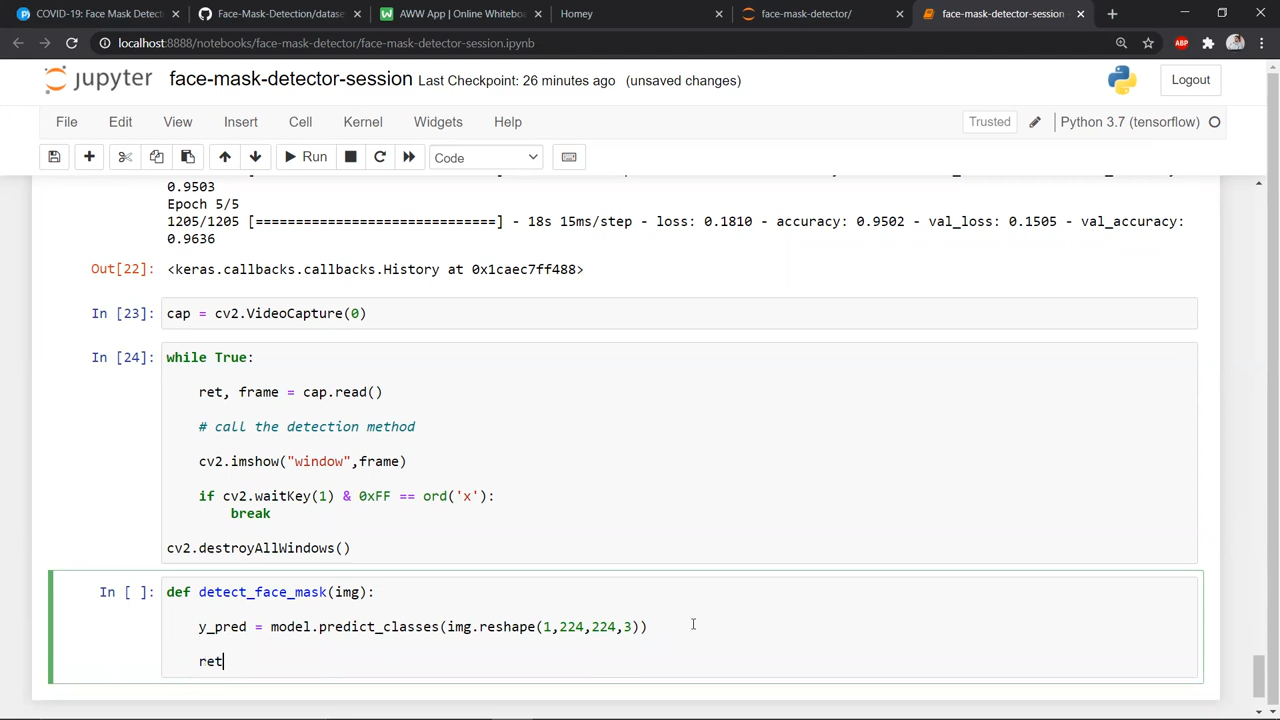 COVID-19: Face Mask Detec
Face-Mask-Detection/datase
AWW App | Online Whiteboa
Homey
face-mask-detector/
face-mask-detector-session
localhost:8888/notebooks/face-mask-detector/face-mask-detector-session.ipynb
ABP
jupyter face-mask-detector-session Last Checkpoint: 26 minutes ago (unsaved changes)
Logout
File Edit View Insert Cell Kernel Widgets Help
Trusted
Python 3.7 (tensorflow)
Run
Code
0.9503
Epoch 5/5
1205/1205 [==============================] - 18s 15ms/step - loss: 0.1810 - accuracy: 0.9502 - val_loss: 0.1505 - val_accuracy:
0.9636
Out[22]: <keras.callbacks.callbacks.History at 0x1caec7ff488>
In [23]: cap = cv2.VideoCapture(0)
In [24]: while True:
ret, frame = cap.read()
# call the detection method
cv2.imshow("window",frame)
if cv2.waitKey(1) & 0xFF == ord('x'):
break
cv2.destroyAllWindows()
In [ ]: def detect_face_mask(img):
y_pred = model.predict_classes(img.reshape(1,224,224,3))
ret